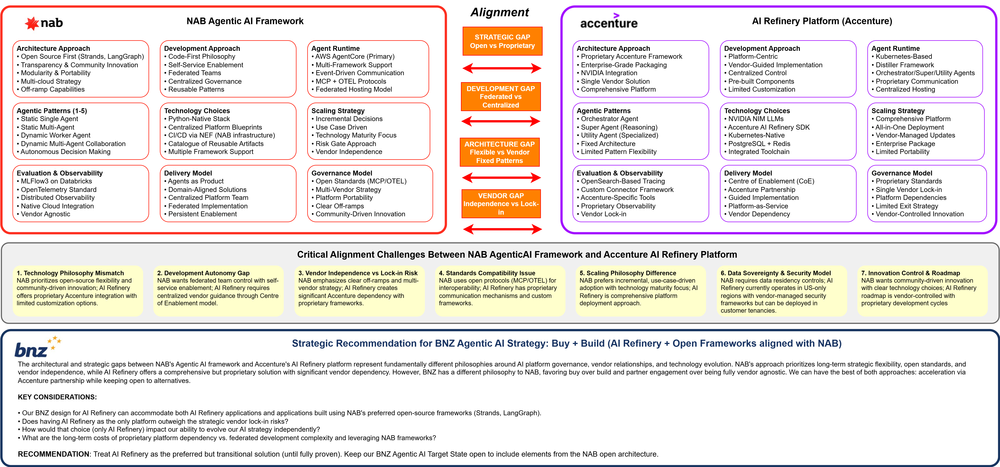 nab
NAB Agentic AI Framework
Architecture Approach
• Open Source First (Strands, LangGraph)
• Transparency & Community Innovation
• Modularity & Portability
• Multi-cloud Strategy
• Off-ramp Capabilities
Development Approach
• Code-First Philosophy
• Self-Service Enablement
• Federated Teams
• Centralized Governance
• Reusable Patterns
Agent Runtime
• AWS AgentCore (Primary)
• Multi-Framework Support
• Event-Driven Communication
• MCP + OTEL Protocols
• Federated Hosting Model
Agentic Patterns (1-5)
• Static Single Agent
• Static Multi-Agent
• Dynamic Worker Agent
• Dynamic Multi-Agent Collaboration
• Autonomous Decision Making
Technology Choices
• Python-Native Stack
• Centralized Platform Blueprints
• CI/CD via NEF (NAB infrastructure)
• Catalogue of Reusable Artifacts
• Multiple Framework Support
Scaling Strategy
• Incremental Decisions
• Use Case Driven
• Technology Maturity Focus
• Risk Gate Approach
• Vendor Independence
Evaluation & Observability
• MLFlow3 on Databricks
• OpenTelemetry Standard
• Distributed Observability
• Native Cloud Integration
• Vendor Agnostic
Delivery Model
• Agents as Product
• Domain-Aligned Solutions
• Centralized Platform Team
• Federated Implementation
• Persistent Enablement
Governance Model
• Open Standards (MCP/OTEL)
• Multi-Vendor Strategy
• Platform Portability
• Clear Off-ramps
• Community-Driven Innovation
Alignment
STRATEGIC GAP
Open vs Proprietary
DEVELOPMENT GAP
Federated vs
Centralized
ARCHITECTURE GAP
Flexible vs Vendor
Fixed Patterns
VENDOR GAP
Independence vs Lock-
in
accenture
AI Refinery Platform (Accenture)
Architecture Approach
• Proprietary Accenture Framework
• Enterprise-Grade Packaging
• NVIDIA Integration
• Single Vendor Solution
• Comprehensive Platform
Development Approach
• Platform-Centric
• Vendor-Guided Implementation
• Centralized Control
• Pre-built Components
• Limited Customization
Agent Runtime
• Kubernetes-Based
• Distiller Framework
• Orchestrator/Super/Utility Agents
• Proprietary Communication
• Centralized Hosting
Agentic Patterns
• Orchestrator Agent
• Super Agent (Reasoning)
• Utility Agent (Specialized)
• Fixed Architecture
• Limited Pattern Flexibility
Technology Choices
• NVIDIA NIM LLMs
• Accenture AI Refinery SDK
• Kubernetes-Native
• PostgreSQL + Redis
• Integrated Toolchain
Scaling Strategy
• Comprehensive Platform
• All-in-One Deployment
• Vendor-Managed Updates
• Enterprise Package
• Limited Portability
Evaluation & Observability
• OpenSearch-Based Tracing
• Custom Connector Framework
• Accenture-Specific Tools
• Proprietary Observability
• Vendor Lock-in
Delivery Model
• Centre of Enablement (CoE)
• Accenture Partnership
• Guided Implementation
• Platform-as-Service
• Vendor Dependency
Governance Model
• Proprietary Standards
• Single Vendor Lock-in
• Platform Dependencies
• Limited Exit Strategy
• Vendor-Controlled Innovation
Critical Alignment Challenges Between NAB AgenticAI Framework and Accenture AI Refinery Platform
1. Technology Philosophy Mismatch
NAB prioritizes open-source flexibility and
community-driven innovation; AI Refinery
offers proprietary Accenture integration with
limited customization options.
2. Development Autonomy Gap
NAB wants federated team control with self-
service enablement; AI Refinery requires
centralized vendor guidance through Centre
of Enablement model.
3. Vendor Independence vs Lock-in Risk
NAB emphasizes clear off-ramps and multi-
vendor strategy; AI Refinery creates
significant Accenture dependency with
proprietary frameworks.
4. Standards Compatibility Issue
NAB uses open protocols (MCP/OTEL) for
interoperability; AI Refinery has proprietary
communication mechanisms and custom
frameworks.
5. Scaling Philosophy Difference
NAB prefers incremental, use-case-driven
adoption with technology maturity focus; AI
Refinery is comprehensive platform
deployment approach.
6. Data Sovereignty & Security Model
NAB requires data residency controls; AI
Refinery currently operates in US-only
regions with vendor-managed security
frameworks but can be deployed in
customer tenancies.
7. Innovation Control & Roadmap
NAB wants community-driven innovation
with clear technology choices; AI Refinery
roadmap is vendor-controlled with
proprietary development cycles
bnz
Strategic Recommendation for BNZ Agentic AI Strategy: Buy + Build (AI Refinery + Open Frameworks aligned with NAB)
The architectural and strategic gaps between NAB's Agentic AI framework and Accenture's AI Refinery platform represent fundamentally different philosophies around AI platform governance, vendor relationships, and technology evolution. NAB's approach prioritizes long-term strategic flexibility, open standards, and
vendor independence, while AI Refinery offers a comprehensive but proprietary solution with significant vendor dependency. However, BNZ has a different philosophy to NAB, favoring buy over build and partner engagement over being fully vendor agnostic. We can have the best of both approaches: acceleration via
Accenture partnership while keeping open to alternatives.
KEY CONSIDERATIONS:
• Our BNZ design for AI Refinery can accommodate both AI Refinery applications and applications built using NAB's preferred open-source frameworks (Strands, LangGraph).
• Does having AI Refinery as the only platform outweigh the strategic vendor lock-in risks?
• How would that choice (only AI Refinery) impact our ability to evolve our AI strategy independently?
• What are the long-term costs of proprietary platform dependency vs. federated development complexity and leveraging NAB frameworks?
RECOMMENDATION: Treat AI Refinery as the preferred but transitional solution (until fully proven). Keep our BNZ Agentic AI Target State open to include elements from the NAB open architecture.